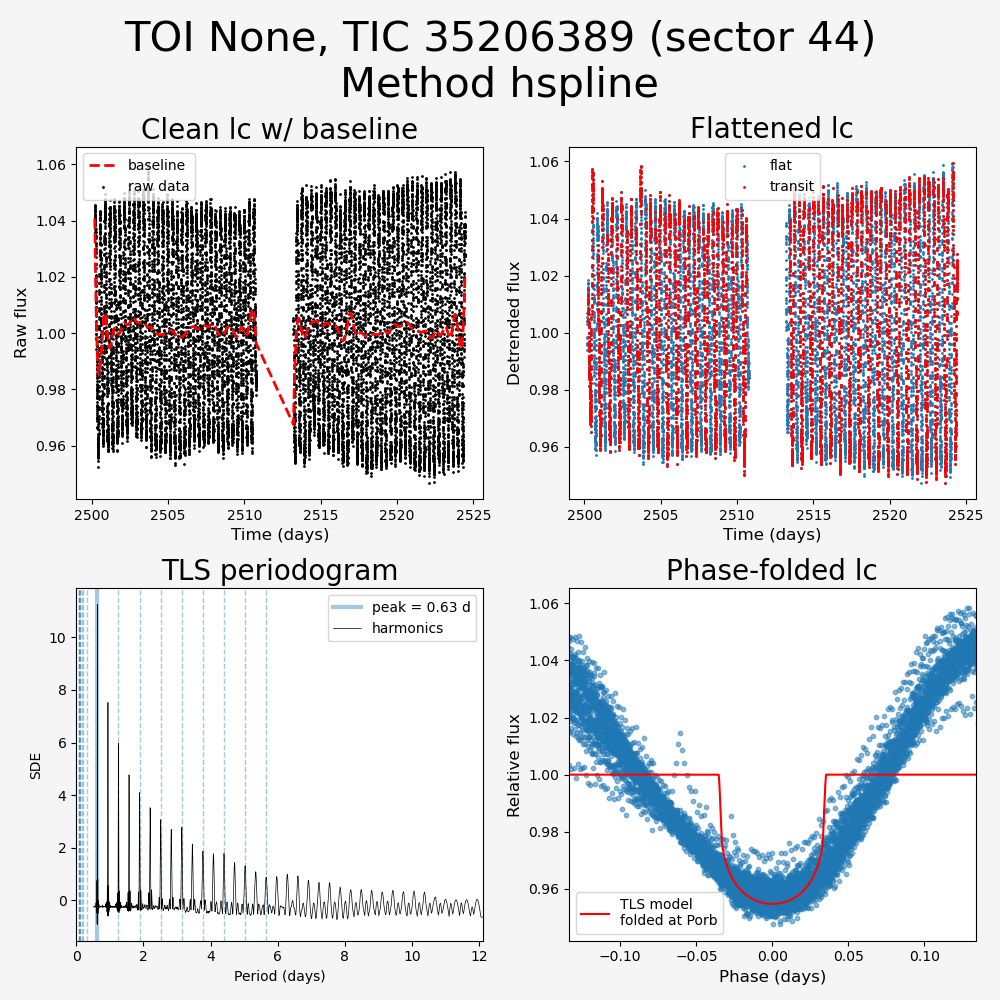 TOI None, TIC 35206389 (sector 44)
Method hspline
Clean lc w/ baseline
Raw flux
1.06
1.04
1.02
1.00
0.98
0.96
baseline
raw data
2500
2505
2510
2515
2520
2525
Time (days)
Flattened lc
Detrended flux
1.06
1.04
1.02
1.00
0.98
0.96
flat
transit
2500
2505
2510
2515
2520
2525
Time (days)
TLS periodogram
SDE
10
8
6
4
2
0
peak = 0.63 d
harmonics
0
2
4
6
8
10
12
Period (days)
Phase-folded lc
Relative flux
1.06
1.04
1.02
1.00
0.98
0.96
TLS model
folded at Porb
−0.10
−0.05
0.00
0.05
0.10
Phase (days)